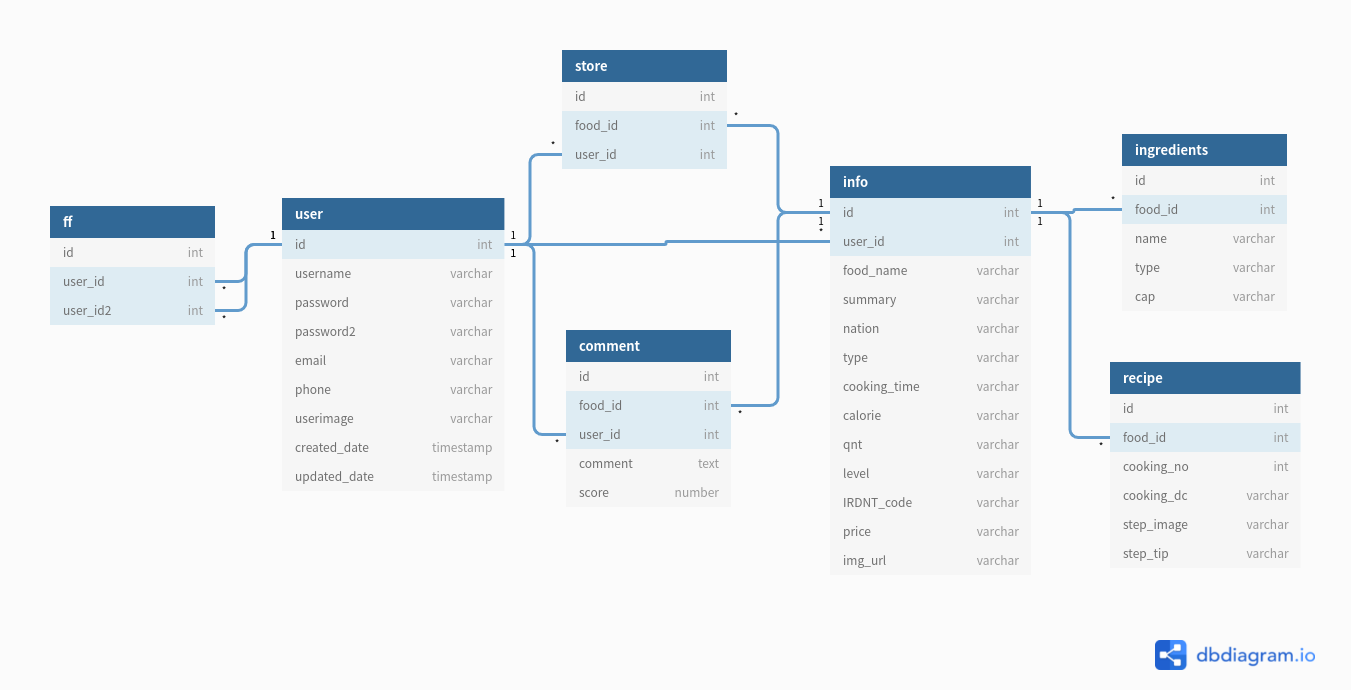 store
id int
food_id int
user_id int
*
*
ff
id int
user_id int
user_id2 int
*
*
1
user
id int
username varchar
password varchar
password2 varchar
email varchar
phone varchar
userimage varchar
created_date timestamp
updated_date timestamp
1
1
comment
id int
food_id int
user_id int
comment text
score number
*
*
1
1
*
info
id int
user_id int
food_name varchar
summary varchar
nation varchar
type varchar
cooking_time varchar
calorie varchar
qnt varchar
level varchar
IRDNT_code varchar
price varchar
img_url varchar
1
1
ingredients
id int
food_id int
name varchar
type varchar
cap varchar
*
recipe
id int
food_id int
cooking_no int
cooking_dc varchar
step_image varchar
step_tip varchar
*
dbdiagram.io